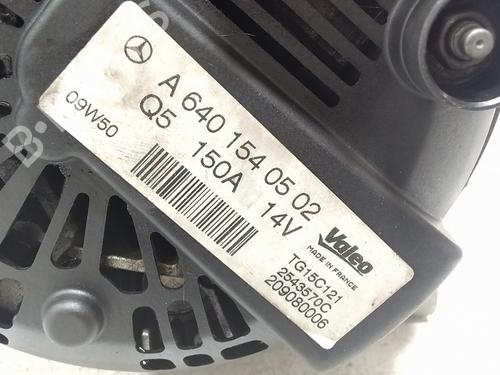 A 640 154 05 02
Q5 150A 14V
09W50
Valeo
MADE IN FRANCE
TG15C121
2543570C
209080006